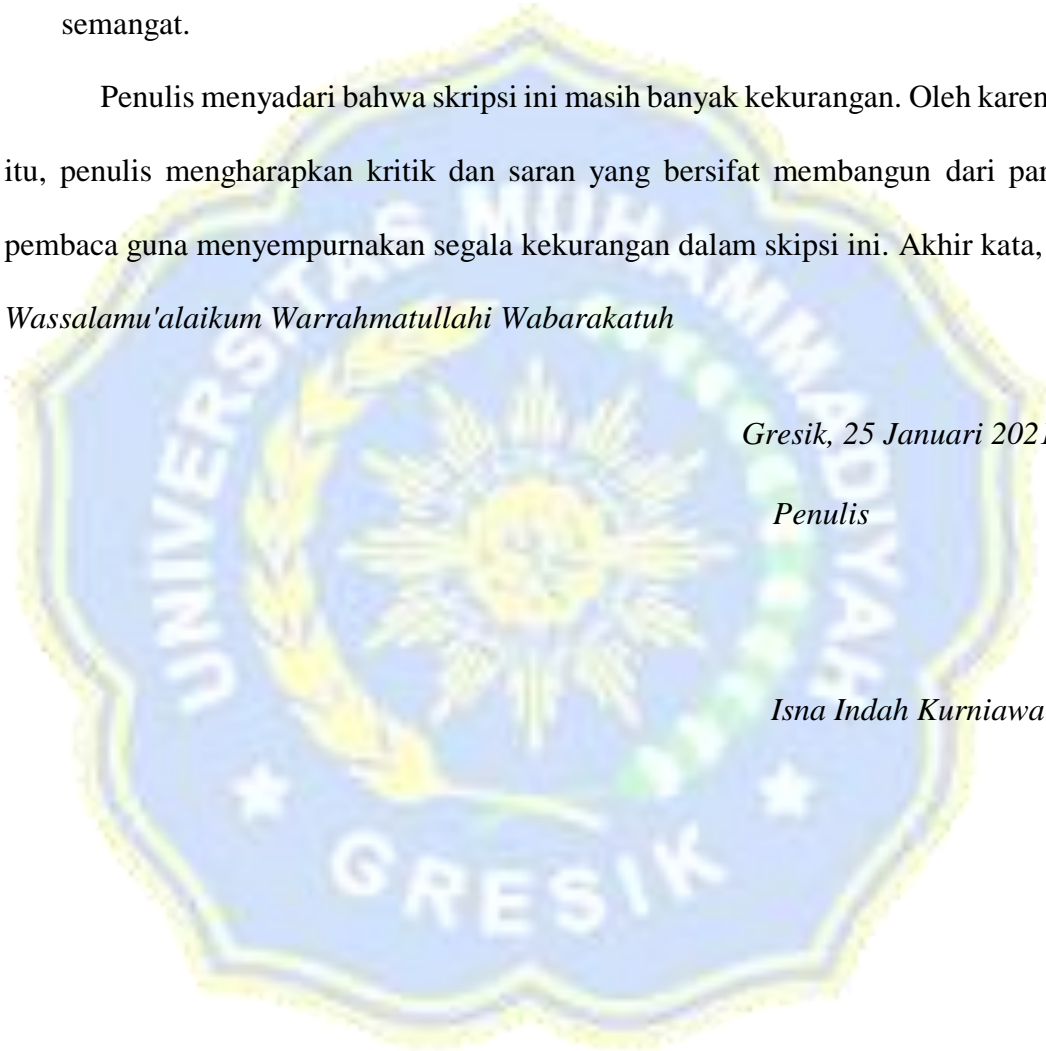 semangat.
Penulis menyadari bahwa skripsi ini masih banyak kekurangan. Oleh karen
itu, penulis mengharapkan kritik dan saran yang bersifat membangun dari par
pembaca guna menyempurnakan segala kekurangan dalam skipsi ini. Akhir kata,
Wassalamu'alaikum Warrahmatullahi Wabarakatuh
Gresik, 25 Januari 2021
Penulis
Isna Indah Kurniawa
UNIVERSITAS MUHAMMADIYAH
GRESIK